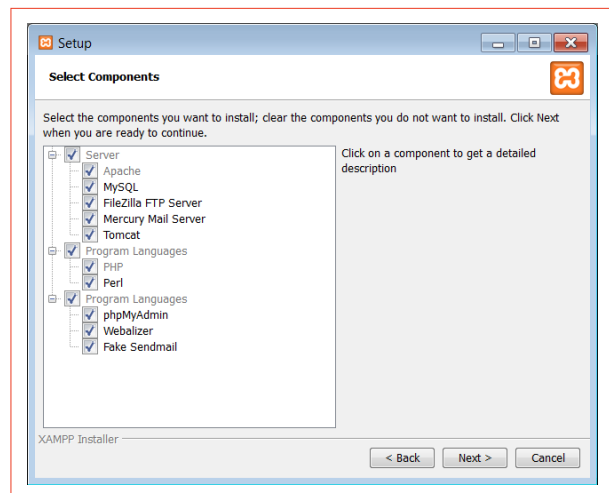 Setup
Select Components
Select the components you want to install; clear the components you do not want to install. Click Next
when you are ready to continue.
Server
Apache
MySQL
FileZilla FTP Server
Mercury Mail Server
Tomcat
Program Languages
PHP
Perl
Program Languages
phpMyAdmin
Webalizer
Fake Sendmail
Click on a component to get a detailed
description
XAMPP Installer
< Back
Next >
Cancel